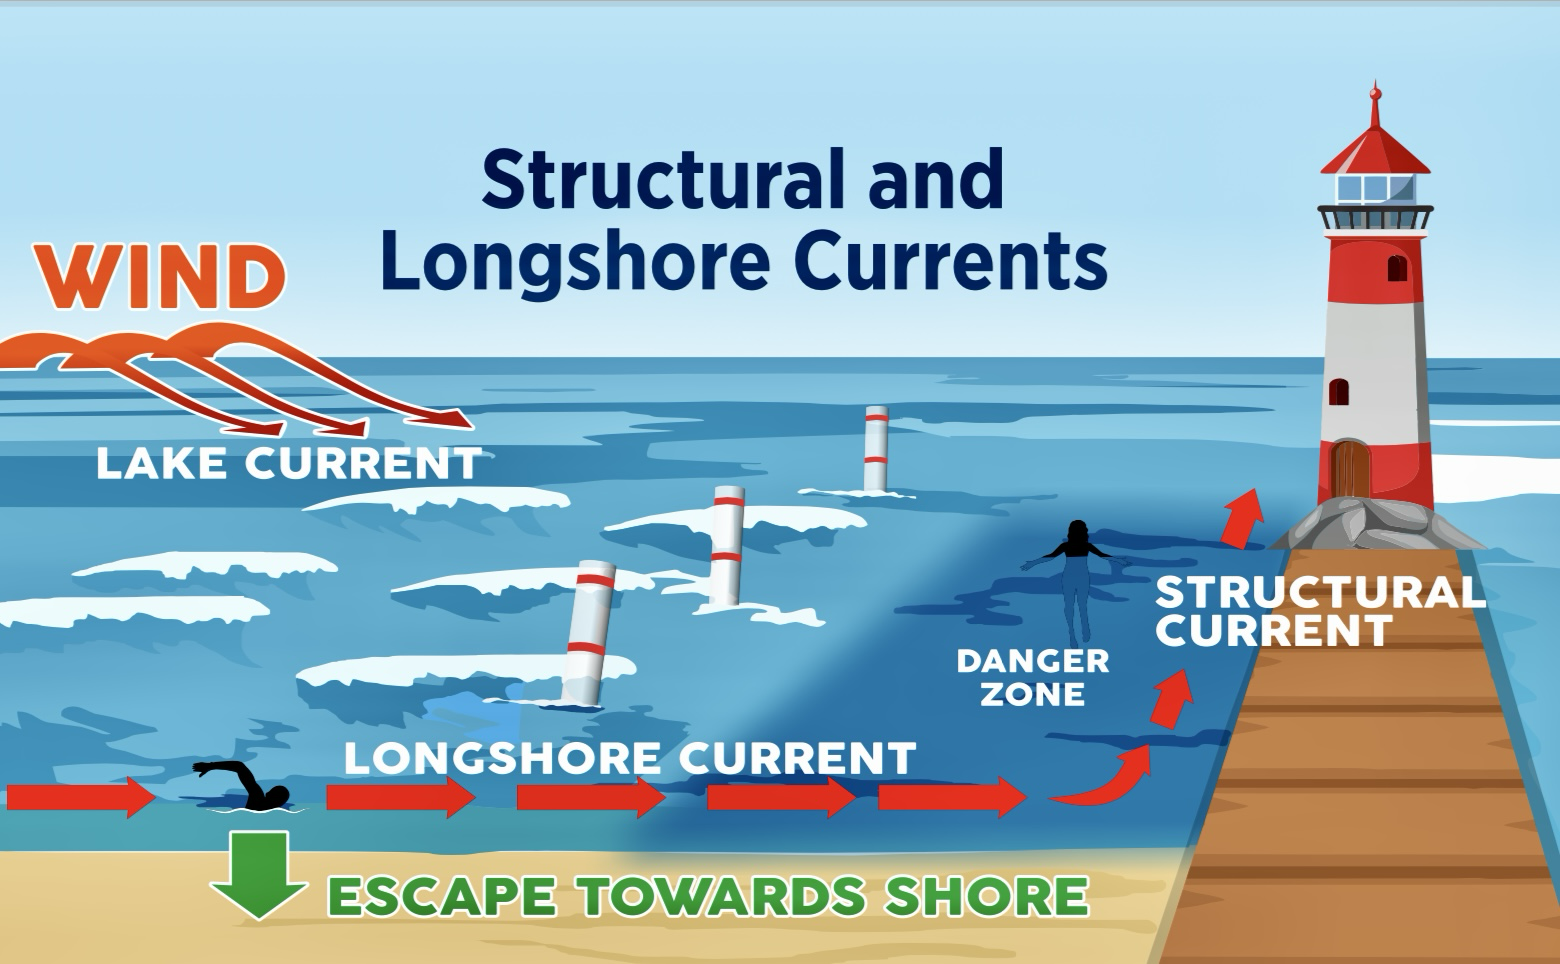 Structural and
Longshore Currents
WIND
LAKE CURRENT
STRUCTURAL
CURRENT
DANGER
ZONE
LONGSHORE CURRENT
ESCAPE TOWARDS SHORE